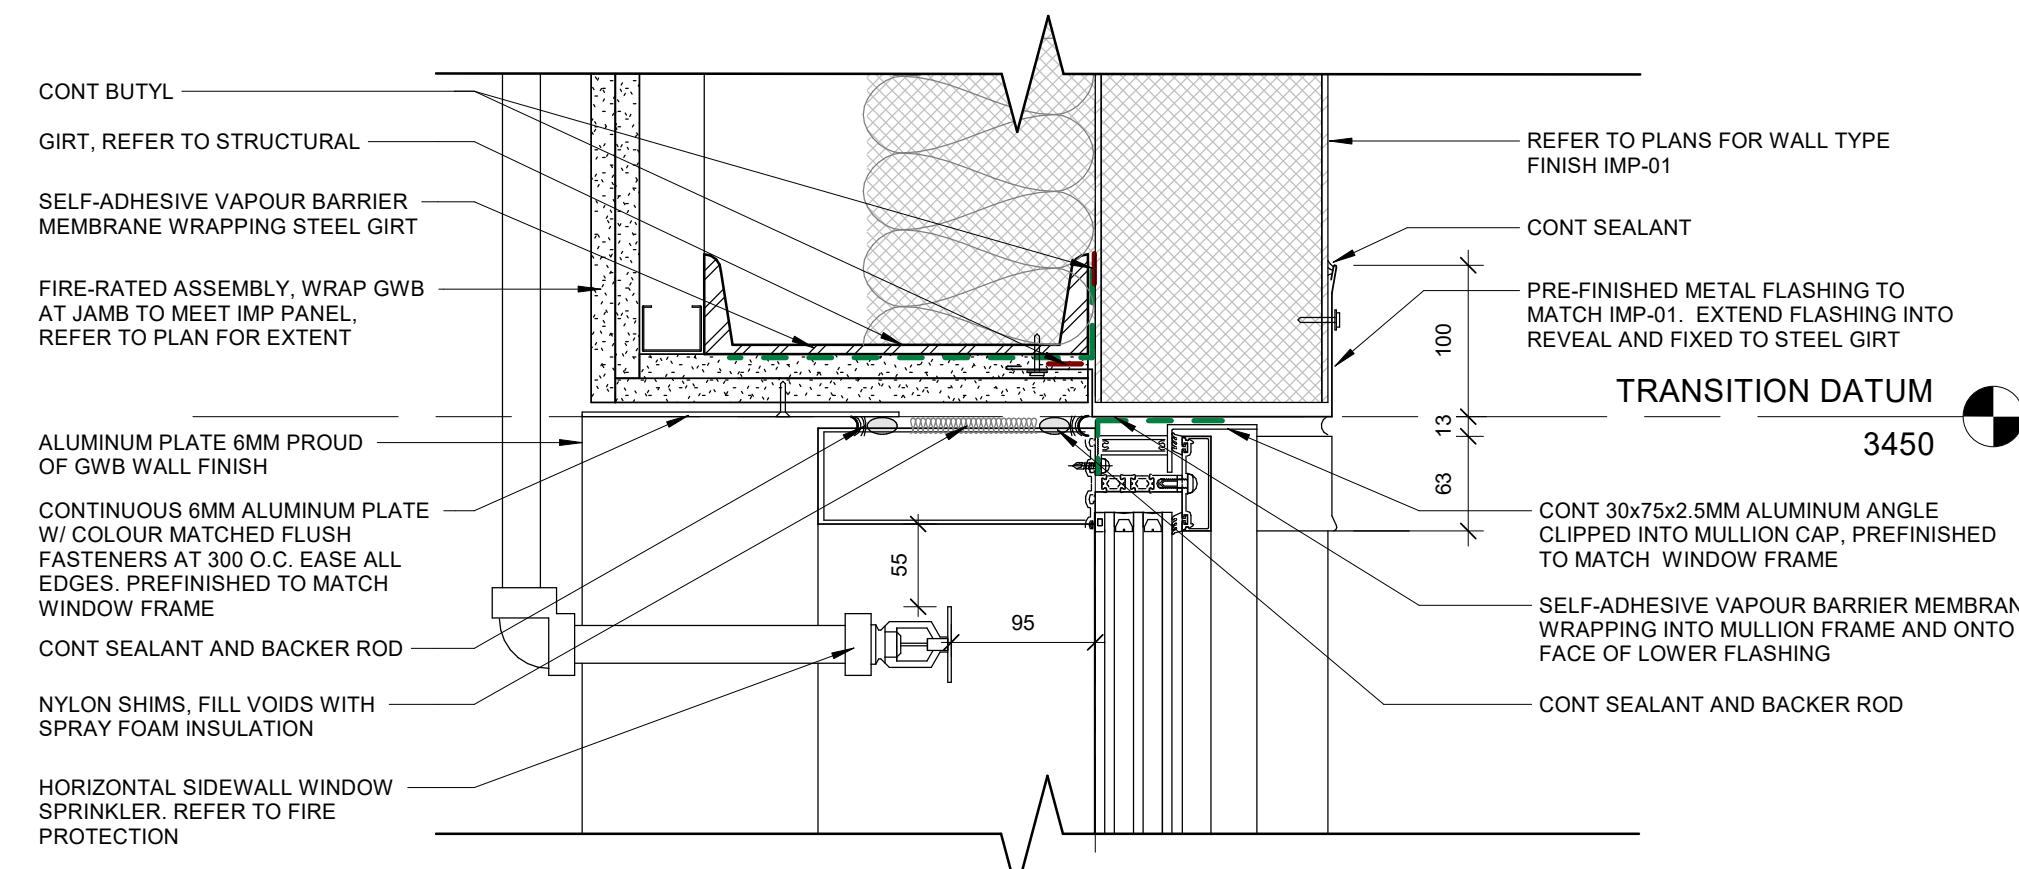 CONT BUTYL
GIRT, REFER TO STRUCTURAL
SELF-ADHESIVE VAPOUR BARRIER
MEMBRANE WRAPPING STEEL GIRT
FIRE-RATED ASSEMBLY, WRAP GWB
AT JAMB TO MEET IMP PANEL,
REFER TO PLAN FOR EXTENT
ALUMINUM PLATE 6MM PROUD
OF GWB WALL FINISH
CONTINUOUS 6MM ALUMINUM PLATE
W/ COLOUR MATCHED FLUSH
FASTENERS AT 300 O.C. EASE ALL
EDGES. PREFINISHED TO MATCH
WINDOW FRAME
CONT SEALANT AND BACKER ROD
NYLON SHIMS, FILL VOIDS WITH
SPRAY FOAM INSULATION
HORIZONTAL SIDEWALL WINDOW
SPRINKLER. REFER TO FIRE
PROTECTION
55
95
REFER TO PLANS FOR WALL TYPE
FINISH IMP-01
CONT SEALANT
PRE-FINISHED METAL FLASHING TO
MATCH IMP-01. EXTEND FLASHING INTO
REVEAL AND FIXED TO STEEL GIRT
100
13
63
TRANSITION DATUM
3450
CONT 30x75x2.5MM ALUMINUM ANGLE
CLIPPED INTO MULLION CAP, PREFINISHED
TO MATCH WINDOW FRAME
SELF-ADHESIVE VAPOUR BARRIER MEMBRAN
WRAPPING INTO MULLION FRAME AND ONTO
FACE OF LOWER FLASHING
CONT SEALANT AND BACKER ROD